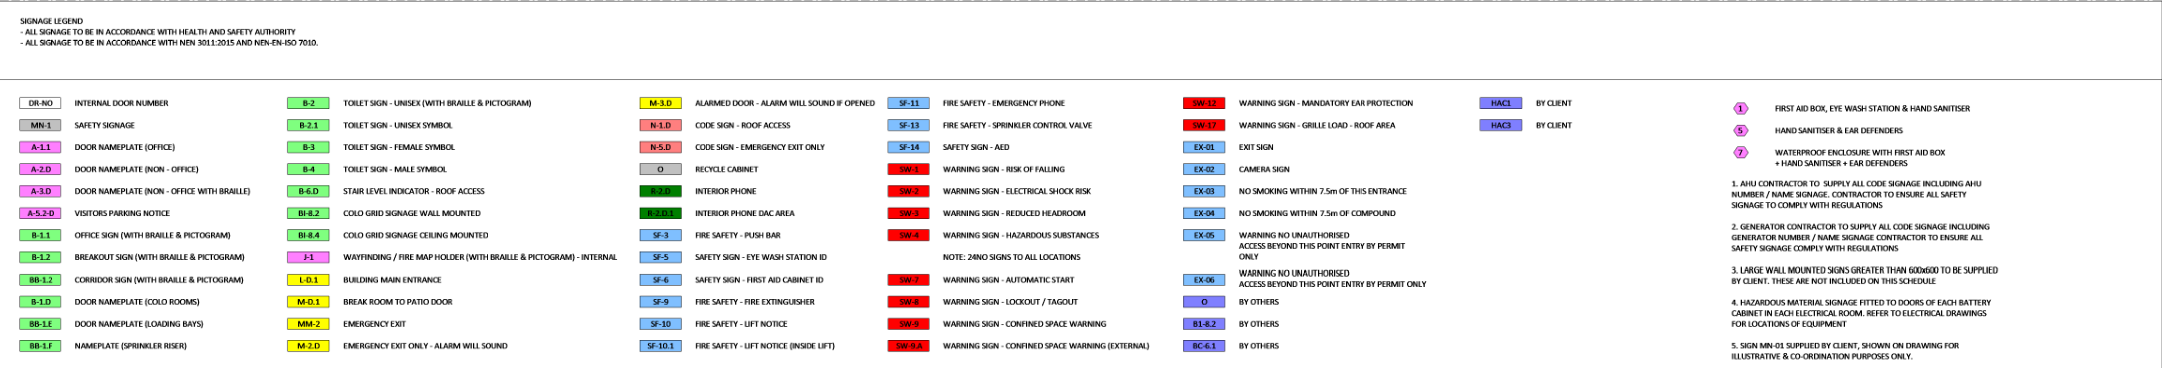 SIGNAGE LEGEND
- ALL SIGNAGE TO BE IN ACCORDANCE WITH HEALTH AND SAFETY AUTHORITY
- ALL SIGNAGE TO BE IN ACCORDANCE WITH NEN 3011:2015 AND NEN-EN-ISO 7010.
DR-NO INTERNAL DOOR NUMBER
MN-1 SAFETY SIGNAGE
A-1.1 DOOR NAMEPLATE (OFFICE)
A-2.D DOOR NAMEPLATE (NON - OFFICE)
A-3.D DOOR NAMEPLATE (NON - OFFICE WITH BRAILLE)
A-5.2-D VISITORS PARKING NOTICE
B-1.1 OFFICE SIGN (WITH BRAILLE & PICTOGRAM)
B-1.2 BREAKOUT SIGN (WITH BRAILLE & PICTOGRAM)
BB-1.2 CORRIDOR SIGN (WITH BRAILLE & PICTOGRAM)
B-1.D DOOR NAMEPLATE (COLO ROOMS)
BB-1.E DOOR NAMEPLATE (LOADING BAYS)
BB-1.F NAMEPLATE (SPRINKLER RISER)
B-2 TOILET SIGN - UNISEX (WITH BRAILLE & PICTOGRAM)
B-2.1 TOILET SIGN - UNISEX SYMBOL
B-3 TOILET SIGN - FEMALE SYMBOL
B-4 TOILET SIGN - MALE SYMBOL
B-6.D STAIR LEVEL INDICATOR - ROOF ACCESS
BI-8.2 COLO GRID SIGNAGE WALL MOUNTED
BI-8.4 COLO GRID SIGNAGE CEILING MOUNTED
J-1 WAYFINDING / FIRE MAP HOLDER (WITH BRAILLE & PICTOGRAM) - INTERNAL
L-D.1 BUILDING MAIN ENTRANCE
M-D.1 BREAK ROOM TO PATIO DOOR
MM-2 EMERGENCY EXIT
M-2.D EMERGENCY EXIT ONLY - ALARM WILL SOUND
M-3.D ALARMED DOOR - ALARM WILL SOUND IF OPENED
N-1.D CODE SIGN - ROOF ACCESS
N-5.D CODE SIGN - EMERGENCY EXIT ONLY
O RECYCLE CABINET
R-2.D INTERIOR PHONE
R-2.D.1 INTERIOR PHONE DAC AREA
SF-3 FIRE SAFETY - PUSH BAR
SF-5 SAFETY SIGN - EYE WASH STATION ID
SF-6 SAFETY SIGN - FIRST AID CABINET ID
SF-9 FIRE SAFETY - FIRE EXTINGUISHER
SF-10 FIRE SAFETY - LIFT NOTICE
SF-10.1 FIRE SAFETY - LIFT NOTICE (INSIDE LIFT)
SF-11 FIRE SAFETY - EMERGENCY PHONE
SF-13 FIRE SAFETY - SPRINKLER CONTROL VALVE
SF-14 SAFETY SIGN - AED
SW-1 WARNING SIGN - RISK OF FALLING
SW-2 WARNING SIGN - ELECTRICAL SHOCK RISK
SW-3 WARNING SIGN - REDUCED HEADROOM
SW-4 WARNING SIGN - HAZARDOUS SUBSTANCES
NOTE: 24NO SIGNS TO ALL LOCATIONS
SW-7 WARNING SIGN - AUTOMATIC START
SW-8 WARNING SIGN - LOCKOUT / TAGOUT
SW-9 WARNING SIGN - CONFINED SPACE WARNING
SW-9.A WARNING SIGN - CONFINED SPACE WARNING (EXTERNAL)
SW-12 WARNING SIGN - MANDATORY EAR PROTECTION
SW-17 WARNING SIGN - GRILLE LOAD - ROOF AREA
EX-01 EXIT SIGN
EX-02 CAMERA SIGN
EX-03 NO SMOKING WITHIN 7.5m OF THIS ENTRANCE
EX-04 NO SMOKING WITHIN 7.5m OF COMPOUND
EX-05 WARNING NO UNAUTHORISED
ACCESS BEYOND THIS POINT ENTRY BY PERMIT
ONLY
EX-06 WARNING NO UNAUTHORISED
ACCESS BEYOND THIS POINT ENTRY BY PERMIT ONLY
O BY OTHERS
B1-8.2 BY OTHERS
BC-6.1 BY OTHERS
HAC1 BY CLIENT
HAC3 BY CLIENT
1 FIRST AID BOX, EYE WASH STATION & HAND SANITISER
5 HAND SANITISER & EAR DEFENDERS
7 WATERPROOF ENCLOSURE WITH FIRST AID BOX
+ HAND SANITISER + EAR DEFENDERS
1. AHU CONTRACTOR TO SUPPLY ALL CODE SIGNAGE INCLUDING AHU
NUMBER / NAME SIGNAGE. CONTRACTOR TO ENSURE ALL SAFETY
SIGNAGE TO COMPLY WITH REGULATIONS
2. GENERATOR CONTRACTOR TO SUPPLY ALL CODE SIGNAGE INCLUDING
GENERATOR NUMBER / NAME SIGNAGE CONTRACTOR TO ENSURE ALL
SAFETY SIGNAGE COMPLY WITH REGULATIONS
3. LARGE WALL MOUNTED SIGNS GREATER THAN 600x600 TO BE SUPPLIED
BY CLIENT. THESE ARE NOT INCLUDED ON THIS SCHEDULE
4. HAZARDOUS MATERIAL SIGNAGE FITTED TO DOORS OF EACH BATTERY
CABINET IN EACH ELECTRICAL ROOM. REFER TO ELECTRICAL DRAWINGS
FOR LOCATIONS OF EQUIPMENT
5. SIGN MN-01 SUPPLIED BY CLIENT, SHOWN ON DRAWING FOR
ILLUSTRATIVE & CO-ORDINATION PURPOSES ONLY.